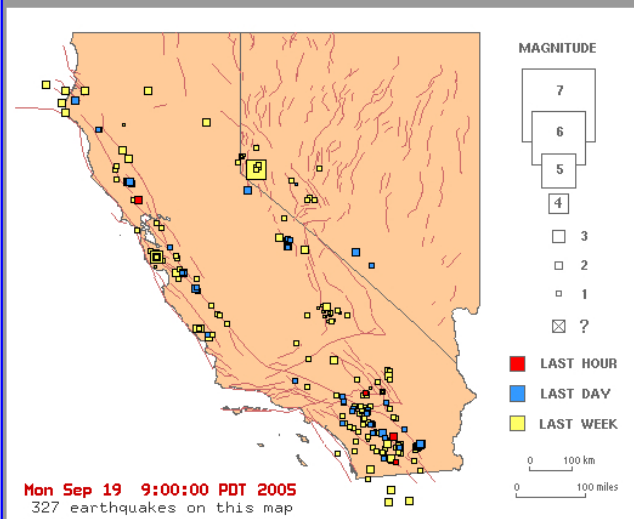 MAGNITUDE
7
6
5
4
3
2
1
?
LAST HOUR
LAST DAY
LAST WEEK
0 100 km
0 100 miles
Mon Sep 19 9:00:00 PDT 2005
327 earthquakes on this map